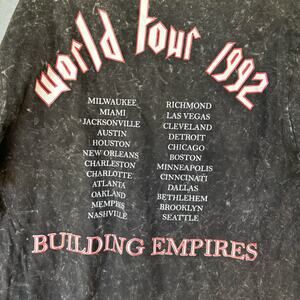 world tour 1992
MILWAUKEE
MIAMI
JACKSONVILLE
AUSTIN
HOUSTON
NEW ORLEANS
CHARLESTON
CHARLOTTE
ATLANTA
OAKLAND
MEMPHIS
NASHVILLE
RICHMOND
LAS VEGAS
CLEVELAND
DETROIT
CHICAGO
BOSTON
MINNEAPOLIS
CINNCINATI
DALLAS
BETHLEHEM
BROOKLYN
SEATTLE
BUILDING EMPIRES